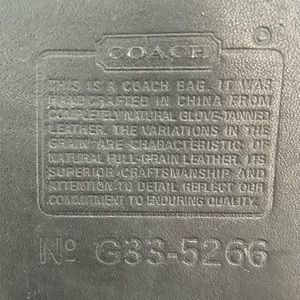 COACH
THIS IS A COACH BAG. IT WAS
HANDCRAFTED IN CHINA FROM
COMPLETELY NATURAL GLOVE-TANNED
LEATHER. THE VARIATIONS IN THE
GRAIN ARE CHARACTERISTIC OF
NATURAL FULL-GRAIN LEATHER. ITS
SUPERIOR CRAFTSMANSHIP AND
ATTENTION TO DETAIL REFLECT OUR
COMMITMENT TO ENDURING QUALITY.
Nº G33-5266